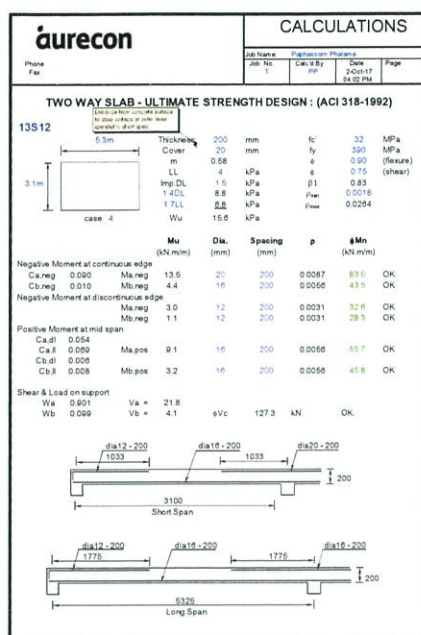 aurecon
CALCULATIONS
Phone
Fax
Job Name: Paphassorn Phalama
Job No. Calc'd By Date Page
1 PP 2-Oct-17
04:02 PM
TWO WAY SLAB - ULTIMATE STRENGTH DESIGN : (ACI 318-1992)
13S12
5.3m
3.1m
case 4
Thickness 200 mm fc' 32 MPa
Cover 20 mm fy 390 MPa
m 0.58 ϕ 0.90 (flexure)
LL 4 kPa ϕ 0.75 (shear)
Imp.DL 1.5 kPa β1 0.83
1.4DL 8.8 kPa ρmin 0.0018
1.7LL 6.8 kPa ρmax 0.0264
Wu 15.6 kPa
Mu Dia. Spacing ρ ϕMn
(kN.m/m) (mm) (mm) (kN.m/m)
Negative Moment at continuous edge
Ca,neg 0.090 Ma,neg 13.5 20 200 0.0087 83.0 OK
Cb,neg 0.010 Mb,neg 4.4 16 200 0.0056 43.5 OK
Negative Moment at discontinuous edge
Ma,neg 3.0 12 200 0.0031 32.6 OK
Mb,neg 1.1 12 200 0.0031 28.3 OK
Positive Moment at mid span
Ca,dl 0.054
Ca,ll 0.069 Ma,pos 9.1 16 200 0.0056 55.7 OK
Cb,dl 0.006
Cb,ll 0.008 Mb,pos 3.2 16 200 0.0056 45.8 OK
Shear & Load on support
Wa 0.901 Va = 21.8
Wb 0.099 Vb = 4.1 ϕVc 127.3 kN OK
dia12 - 200 dia16 - 200 dia20 - 200
1033 1033
200
3100
Short Span
dia12 - 200 dia16 - 200 dia16 - 200
1775 1775
200
5325
Long Span